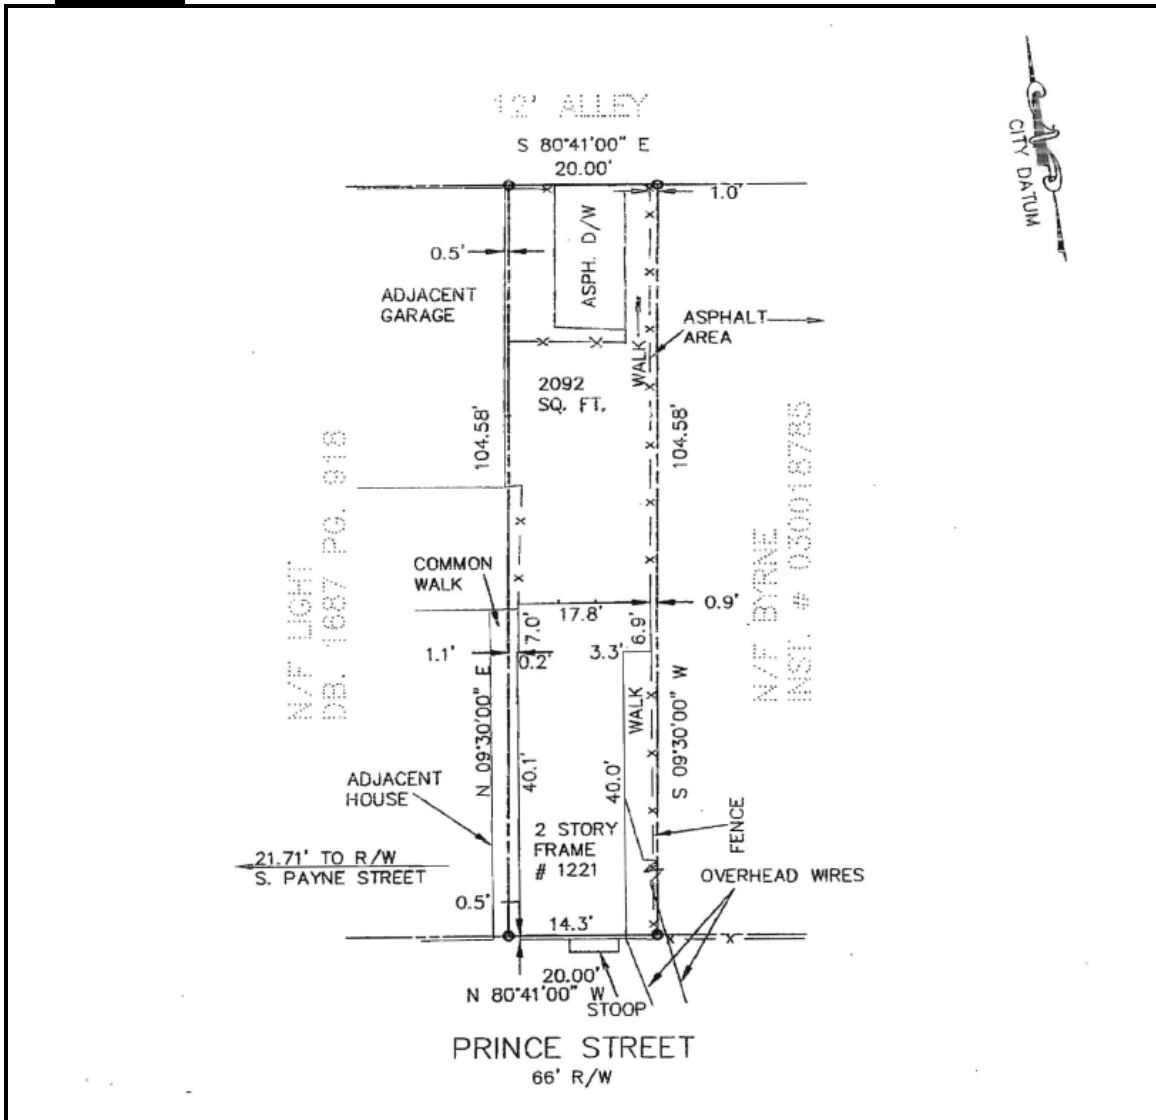 12' ALLEY
S 80°41'00" E
20.00'
CITY DATUM
1.0'
ASPH. D/W
0.5'
ADJACENT
GARAGE
ASPHALT
AREA
WALK
2092
SQ. FT.
104.58'
104.58'
N/F LIGHT
DB. 1687 PG. 918
N/F BYRNE
INST. # 030018785
COMMON
WALK
17.8'
0.9'
7.0'
6.9'
1.1'
0.2'
3.3'
WALK
N 09°30'00" E
S 09°30'00" W
40.1'
40.0'
ADJACENT
HOUSE
2 STORY
FRAME
# 1221
FENCE
21.71' TO R/W
S. PAYNE STREET
OVERHEAD WIRES
0.5'
14.3'
20.00'
N 80°41'00" W
STOOP
PRINCE STREET
66' R/W